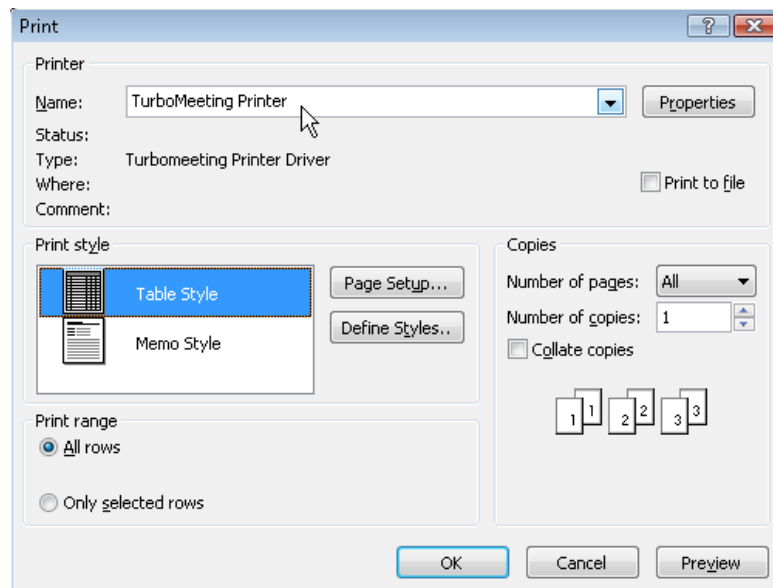 Print
Printer
Name: TurboMeeting Printer Properties
Status:
Type: Turbomeeting Printer Driver
Where: Print to file
Comment:
Print style
Table Style
Memo Style
Page Setup...
Define Styles..
Copies
Number of pages: All
Number of copies: 1
Collate copies
1 1 2 2 3 3
Print range
All rows
Only selected rows
OK Cancel Preview